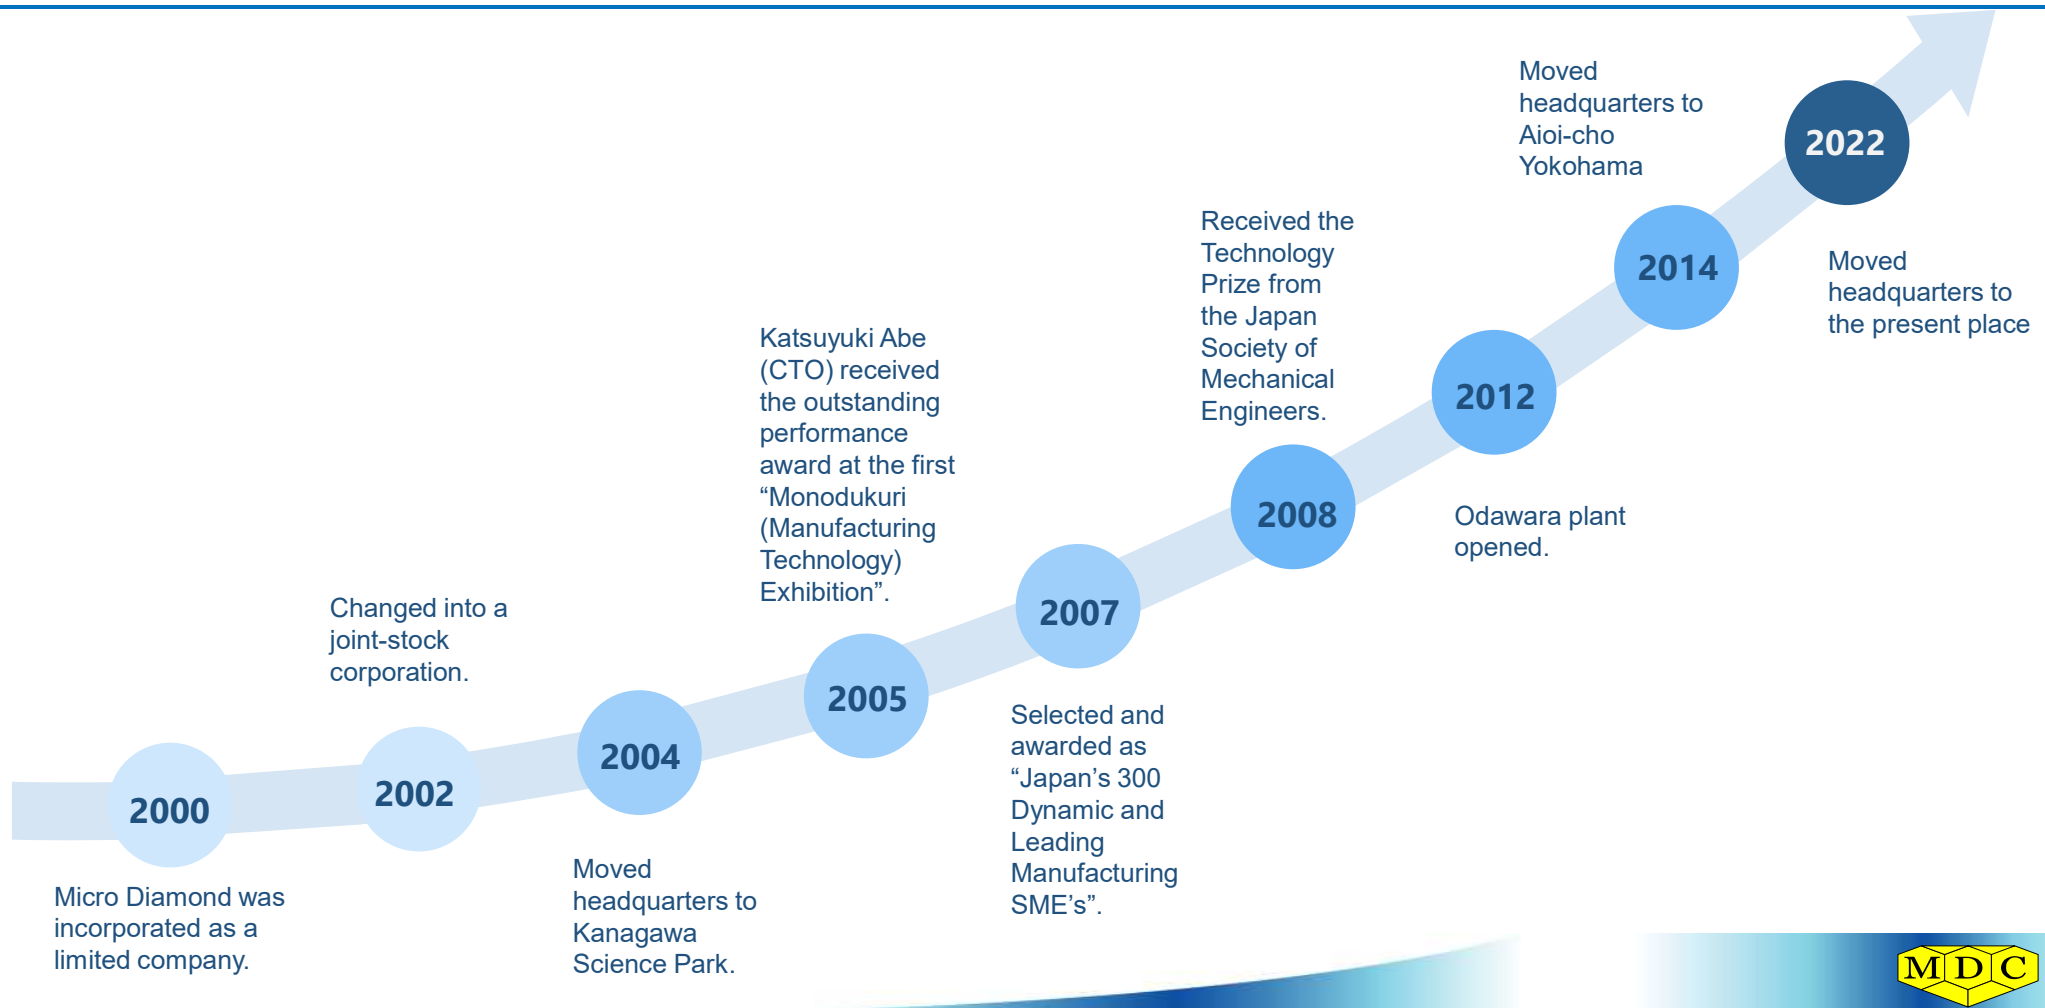 2000
Micro Diamond was
incorporated as a
limited company.
Changed into a
joint-stock
corporation.
2002
2004
Moved
headquarters to
Kanagawa
Science Park.
Katsuyuki Abe
(CTO) received
the outstanding
performance
award at the first
“Monodukuri
(Manufacturing
Technology)
Exhibition”.
2005
2007
Selected and
awarded as
“Japan’s 300
Dynamic and
Leading
Manufacturing
SME’s”.
Received the
Technology
Prize from
the Japan
Society of
Mechanical
Engineers.
2008
2012
Odawara plant
opened.
Moved
headquarters to
Aioi-cho
Yokohama
2014
2022
Moved
headquarters to
the present place
MDC